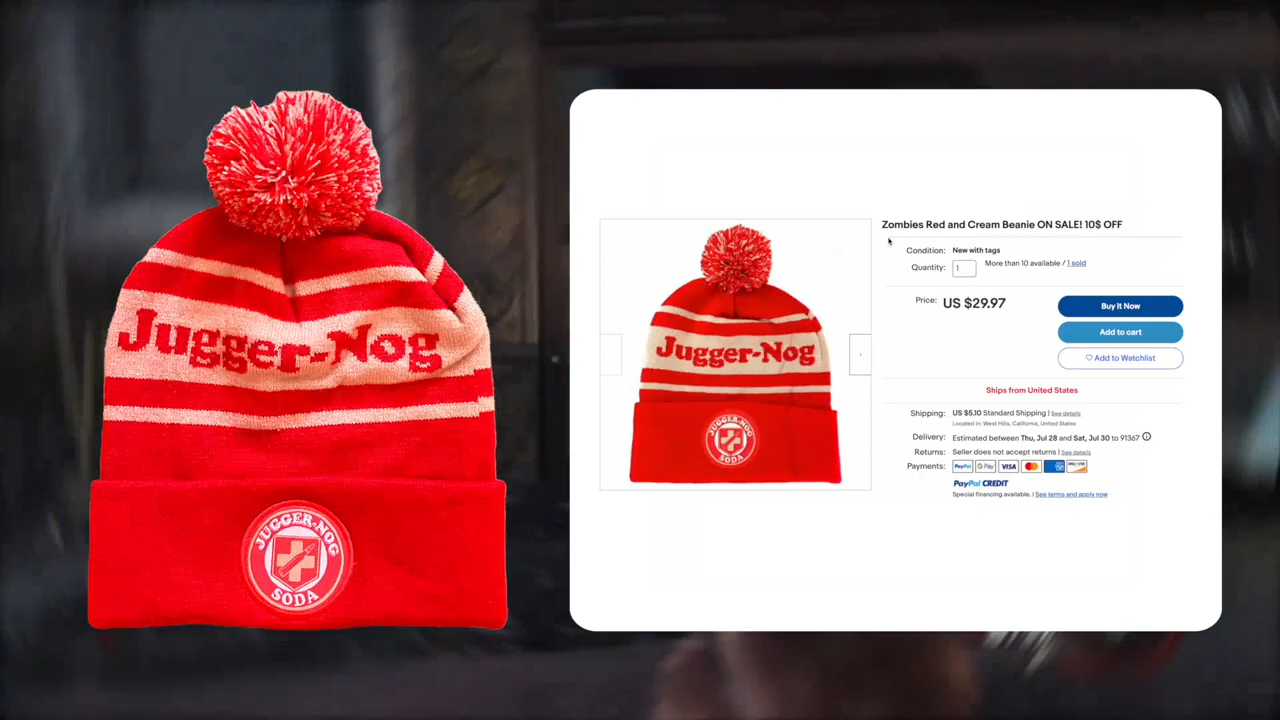 Jugger-Nog
JUGGER-NOG
SODA
Jugger-Nog
JUGGER-NOG
SODA
Zombies Red and Cream Beanie ON SALE! 10$ OFF
Condition: New with tags
Quantity: 1 More than 10 available / 1 sold
Price: US $29.97
Buy It Now
Add to cart
Add to Watchlist
Ships from United States
Shipping: US $5.10 Standard Shipping | See details
Located in: West Hills, California, United States
Delivery: Estimated between Thu, Jul 28 and Sat, Jul 30 to 91367
Returns: Seller does not accept returns | See details
Payments: PayPal G Pay VISA
PayPal CREDIT
Special financing available. | See terms and apply now